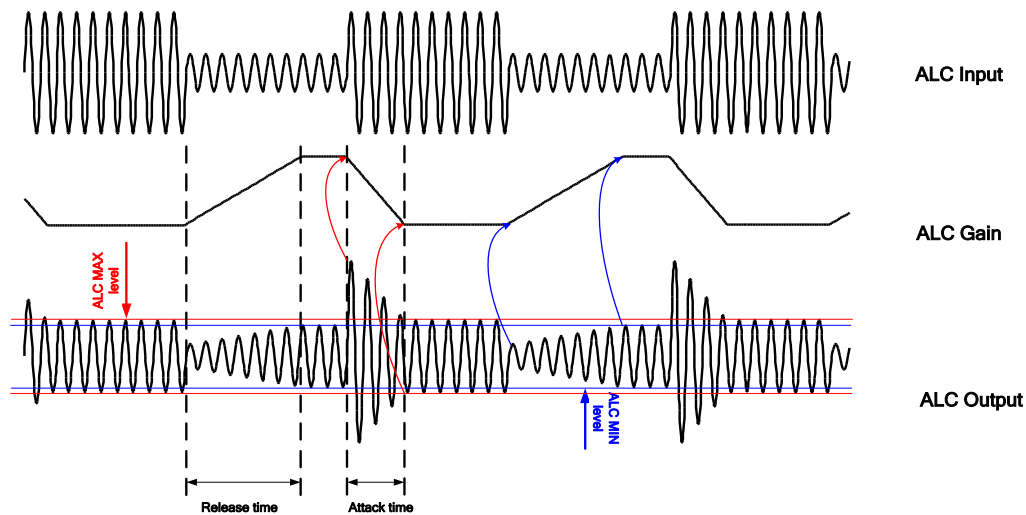 ALC Input
ALC Gain
ALC MAX
level
ALC MIN
level
ALC Output
Release time
Attack time